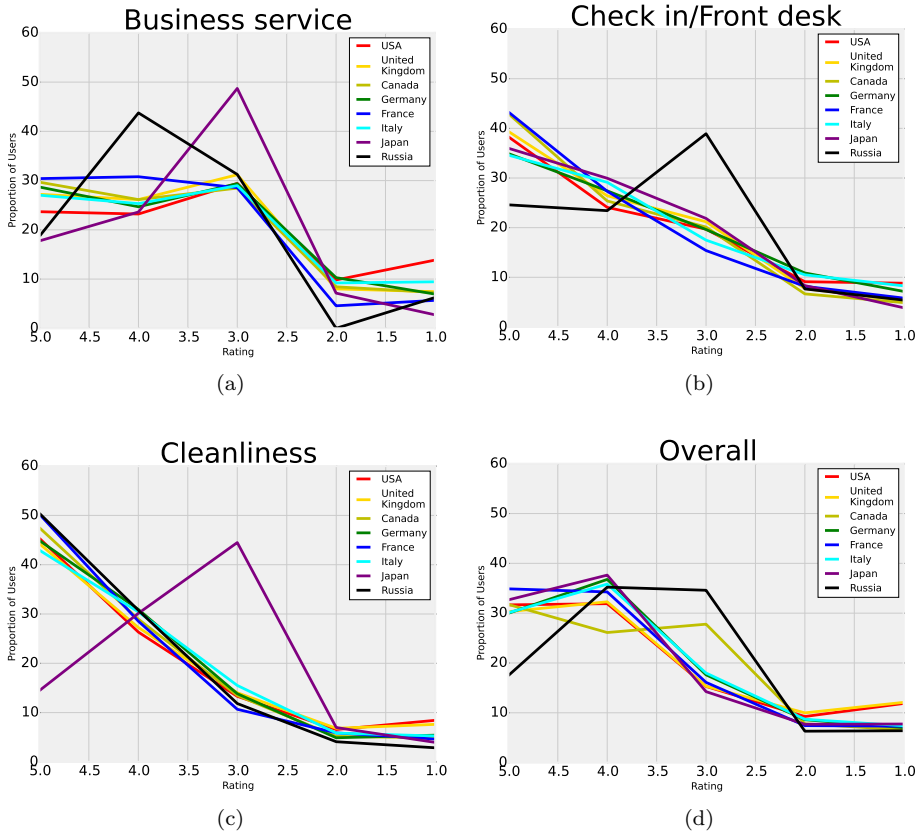 Business service
60
50
40
30
20
10
0
Proportion of Users
5.0 4.5 4.0 3.5 3.0 2.5 2.0 1.5 1.0
Rating
USA
United
Kingdom
Canada
Germany
France
Italy
Japan
Russia
(a)
Check in/Front desk
60
50
40
30
20
10
0
Proportion of Users
5.0 4.5 4.0 3.5 3.0 2.5 2.0 1.5 1.0
Rating
USA
United
Kingdom
Canada
Germany
France
Italy
Japan
Russia
(b)
Cleanliness
60
50
40
30
20
10
0
Proportion of Users
5.0 4.5 4.0 3.5 3.0 2.5 2.0 1.5 1.0
Rating
USA
United
Kingdom
Canada
Germany
France
Italy
Japan
Russia
(c)
Overall
60
50
40
30
20
10
0
Proportion of Users
5.0 4.5 4.0 3.5 3.0 2.5 2.0 1.5 1.0
Rating
USA
United
Kingdom
Canada
Germany
France
Italy
Japan
Russia
(d)